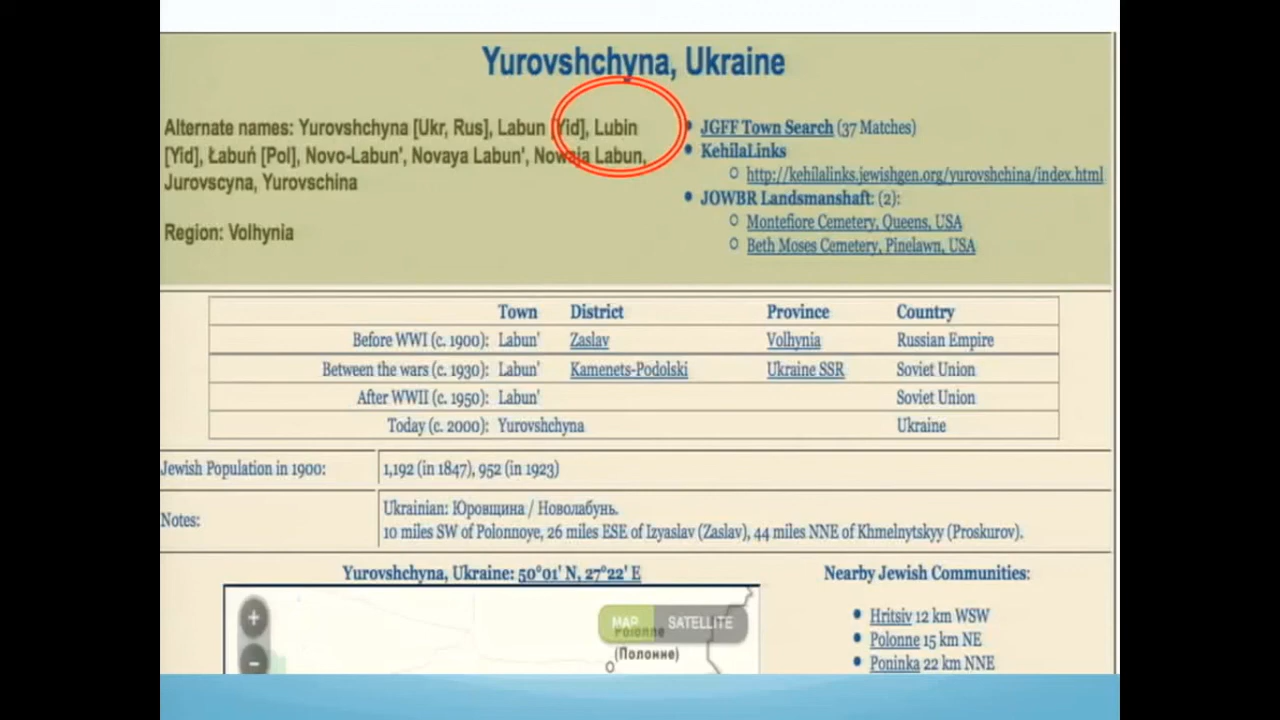 Yurovshchyna, Ukraine
Alternate names: Yurovshchyna [Ukr, Rus], Labun [Yid], Lubin
[Yid], Łabuń [Pol], Novo-Labun', Novaya Labun', Nowaja Labun,
Jurovscyna, Yurovschina
Region: Volhynia
JGFF Town Search (37 Matches)
KehilaLinks
http://kehilalinks.jewishgen.org/yurovshchina/index.html
JOWBR Landsmanshaft: (2):
Montefiore Cemetery, Queens, USA
Beth Moses Cemetery, Pinelawn, USA
Town District Province Country
Before WWI (c. 1900): Labun' Zaslav Volhynia Russian Empire
Between the wars (c. 1930): Labun' Kamenets-Podolski Ukraine SSR Soviet Union
After WWII (c. 1950): Labun' Soviet Union
Today (c. 2000): Yurovshchyna Ukraine
Jewish Population in 1900: 1,192 (in 1847), 952 (in 1923)
Notes: Ukrainian: Юровщина / Новолабунь.
10 miles SW of Polonnoye, 26 miles ESE of Izyaslav (Zaslav), 44 miles NNE of Khmelnytskyy (Proskurov).
Yurovshchyna, Ukraine: 50°01' N, 27°22' E
+
−
MAP SATELLITE
Polonne
(Полонне)
Nearby Jewish Communities:
Hritsiv 12 km WSW
Polonne 15 km NE
Poninka 22 km NNE